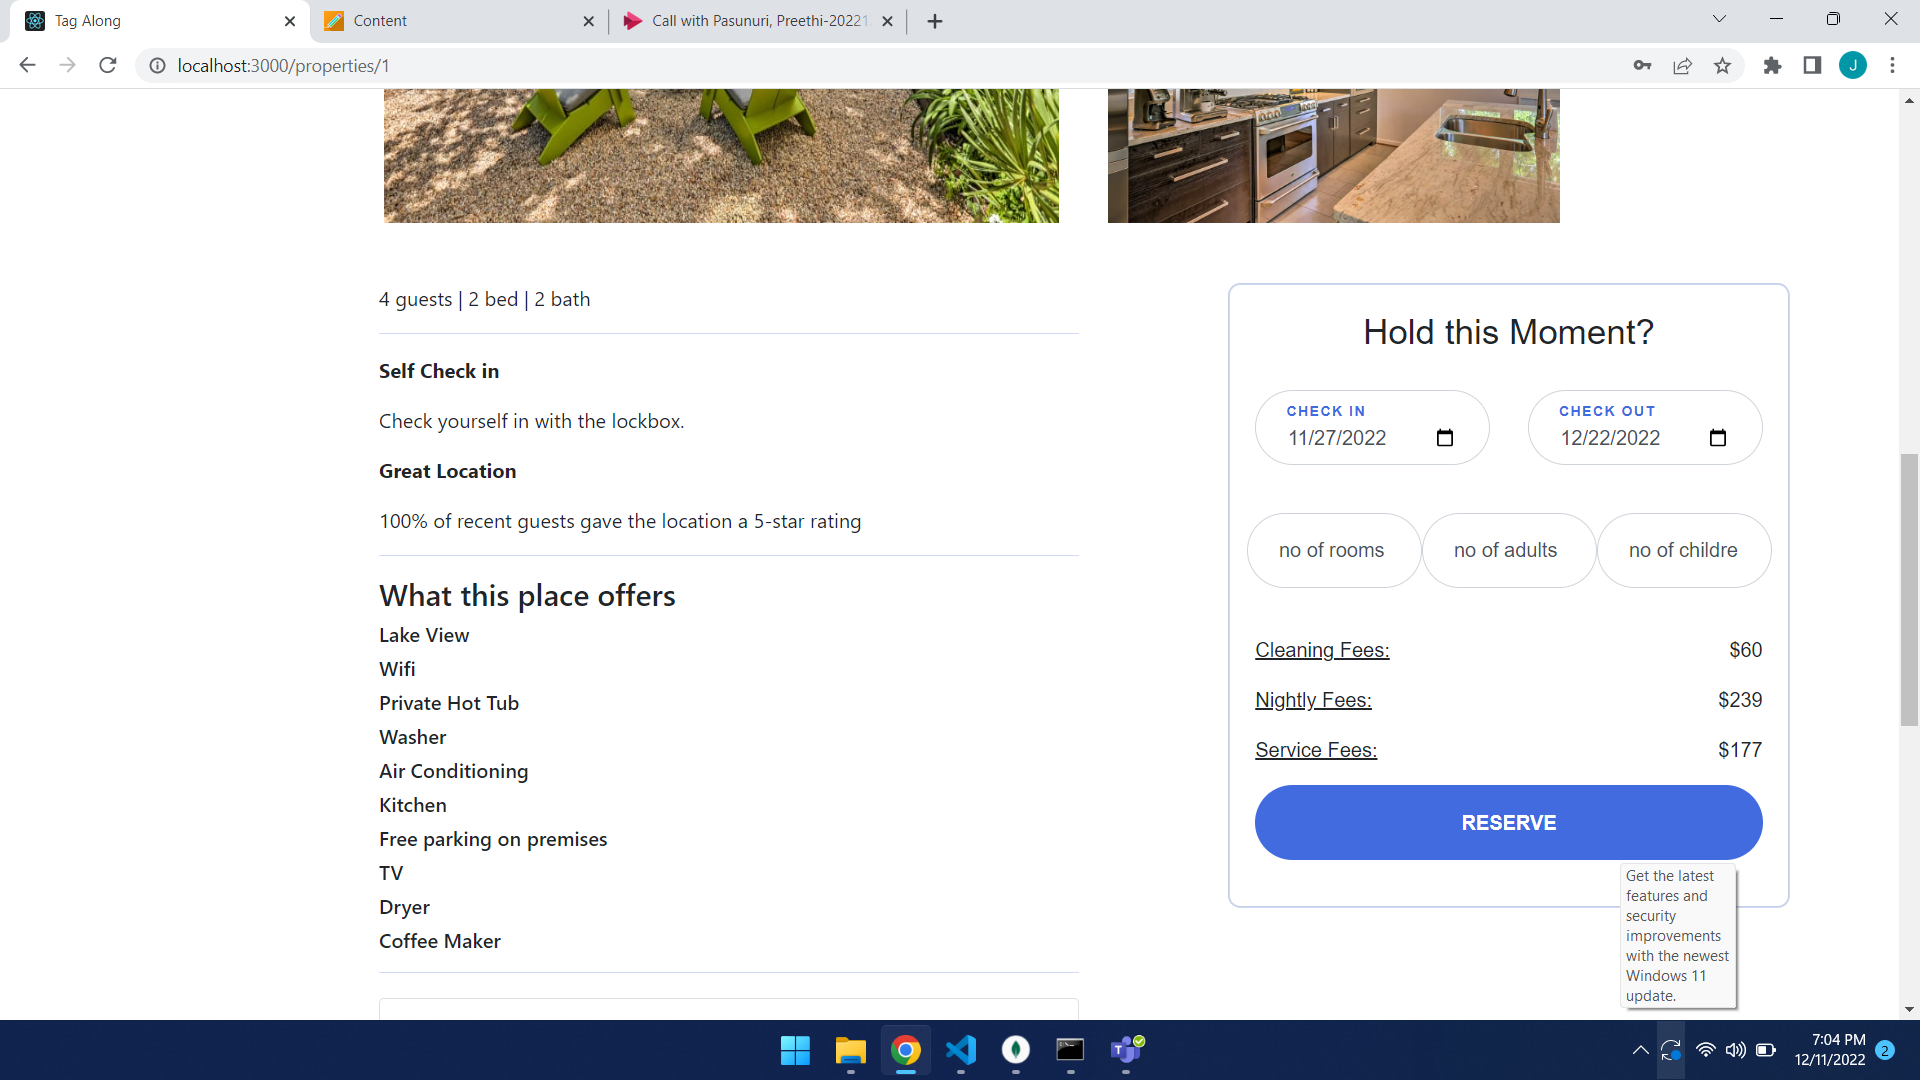 Tag Along
Content
Call with Pasunuri, Preethi-20221
localhost:3000/properties/1
J
4 guests | 2 bed | 2 bath
Self Check in
Check yourself in with the lockbox.
Great Location
100% of recent guests gave the location a 5-star rating
What this place offers
Lake View
Wifi
Private Hot Tub
Washer
Air Conditioning
Kitchen
Free parking on premises
TV
Dryer
Coffee Maker
Hold this Moment?
CHECK IN
11/27/2022
CHECK OUT
12/22/2022
no of rooms
no of adults
no of childre
Cleaning Fees: $60
Nightly Fees: $239
Service Fees: $177
RESERVE
Get the latest
features and
security
improvements
with the newest
Windows 11
update.
7:04 PM
12/11/2022
2